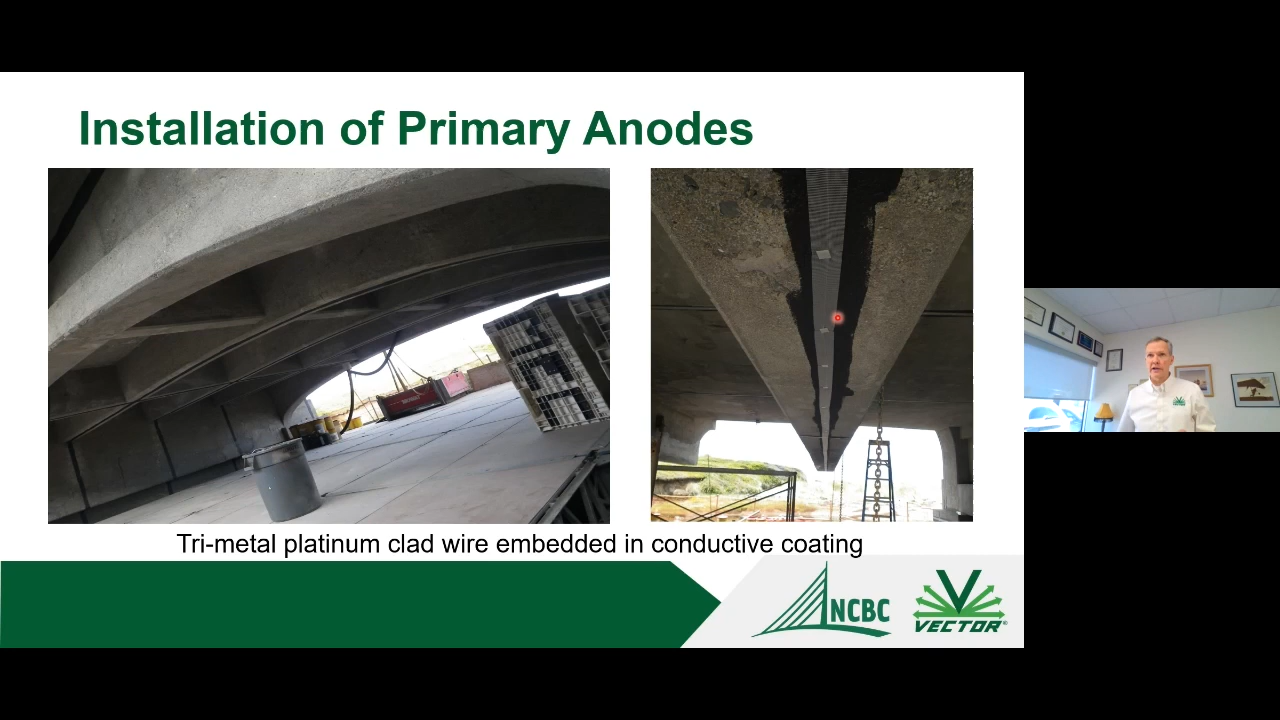 Installation of Primary Anodes
Tri-metal platinum clad wire embedded in conductive coating
NCBC
VECTOR®